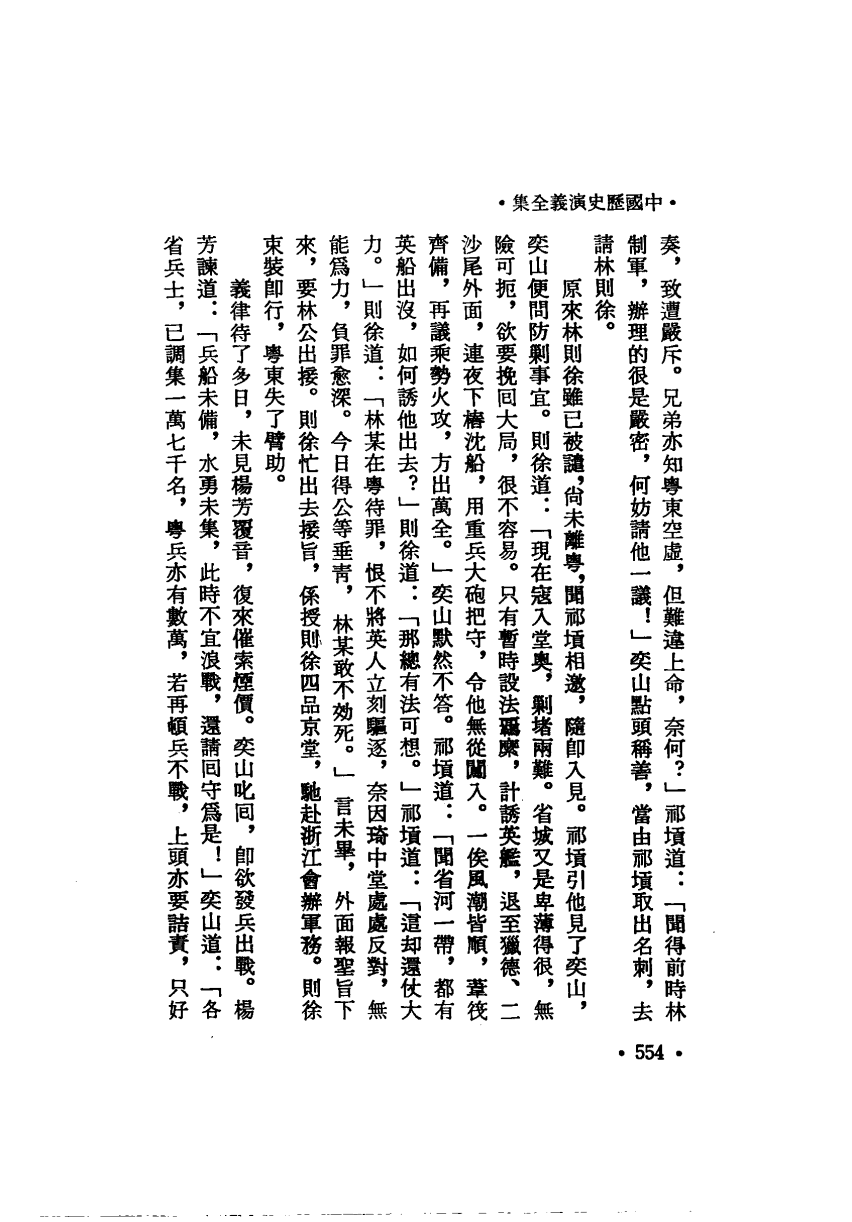 •中國歷史演義全集•
奏，致遭嚴斥。兄弟亦知粵東空虛，但難違上命，奈何？」祁𡎴道：「聞得前時林
制軍，辦理的很是嚴密，何妨請他一議！」奕山點頭稱善，當由祁𡎴取出名刺，去
請林則徐。
原來林則徐雖已被譴，尚未離粵，聞祁𡎴相邀，隨卽入見。祁𡎴引他見了奕山，
奕山便問防剿事宜。則徐道：「現在寇入堂奧，剿堵兩難。省城又是卑薄得很，無
險可扼，欲要挽回大局，很不容易。只有暫時設法羈縻，計誘英艦，退至獵德、二
沙尾外面，連夜下樁沈船，用重兵大砲把守，令他無從闖入。一俟風潮皆順，葦筏
齊備，再議乘勢火攻，方出萬全。」奕山默然不答。祁𡎴道：「聞省河一帶，都有
英船出沒，如何誘他出去？」則徐道：「那總有法可想。」祁𡎴道：「這却還仗大
力。」則徐道：「林某在粵待罪，恨不將英人立刻驅逐，奈因琦中堂處處反對，無
能爲力，負罪愈深。今日得公等垂靑，林某敢不効死。」言未畢，外面報聖旨下
來，要林公出接。則徐忙出去接旨，係授則徐四品京堂，馳赴浙江會辦軍務。則徐
束裝卽行，粵東失了臂助。
義律待了多日，未見楊芳覆音，復來催索煙價。奕山叱囘，卽欲發兵出戰。楊
芳諫道：「兵船未備，水勇未集，此時不宜浪戰，還請囘守爲是！」奕山道：「各
省兵士，已調集一萬七千名，粵兵亦有數萬，若再頓兵不戰，上頭亦要詰責，只好
•554•